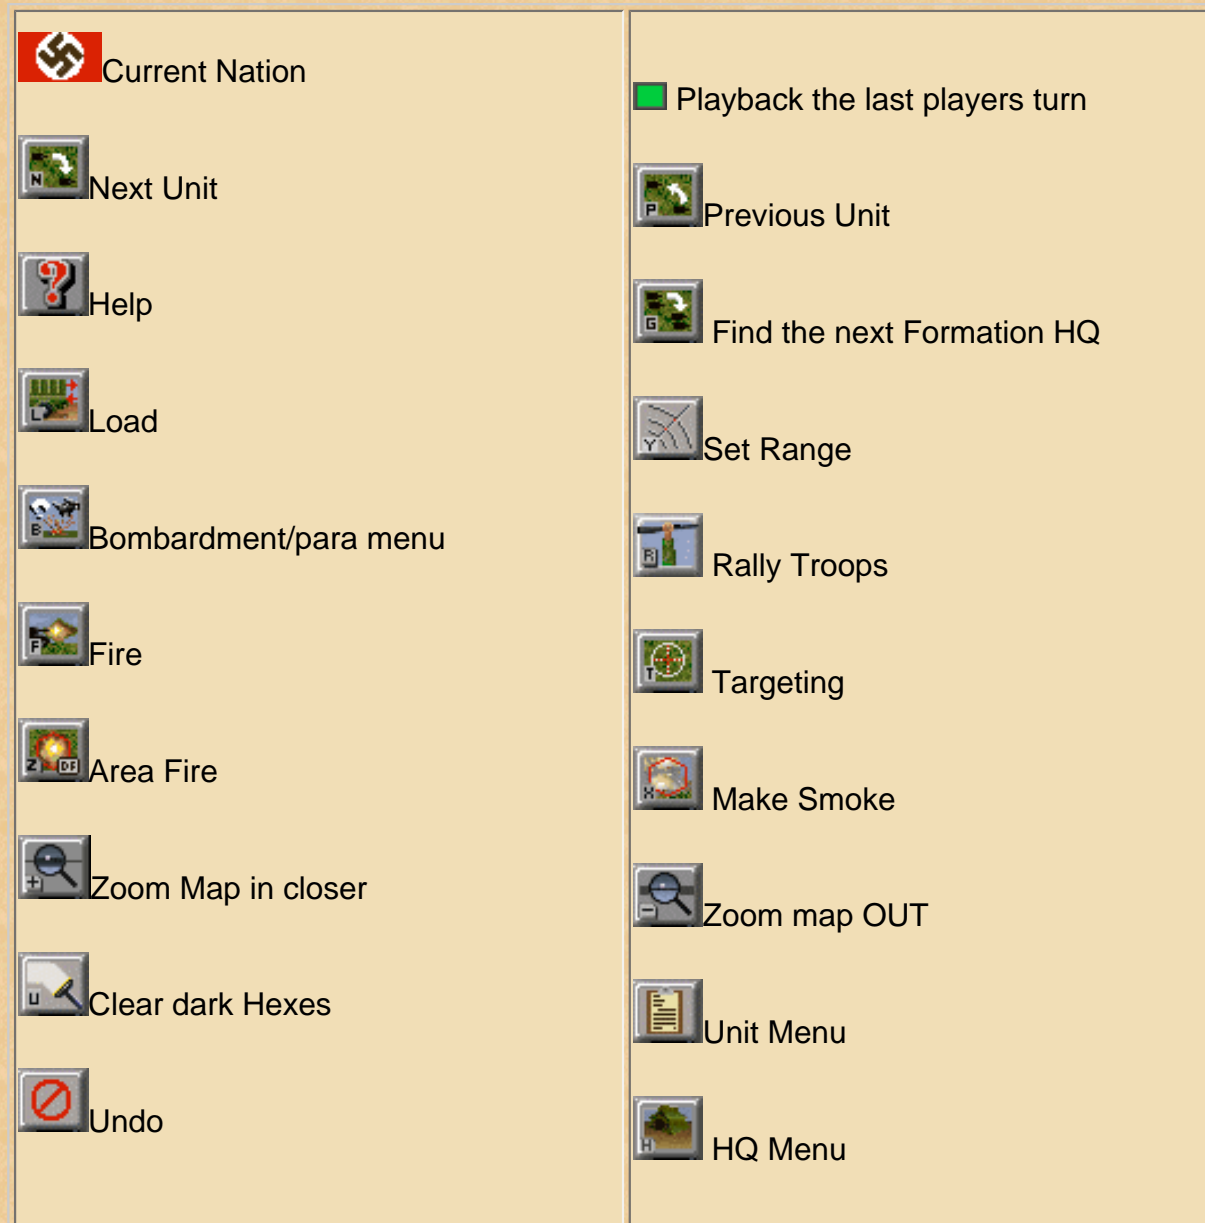 Current Nation
N
Next Unit
?
Help
L
Load
B
Bombardment/para menu
F
Fire
Z
DF
Area Fire
+
Zoom Map in closer
U
Clear dark Hexes
Undo
Playback the last players turn
P
Previous Unit
G
Find the next Formation HQ
Y
Set Range
R
Rally Troops
T
Targeting
X
Make Smoke
-
Zoom map OUT
Unit Menu
H
HQ Menu